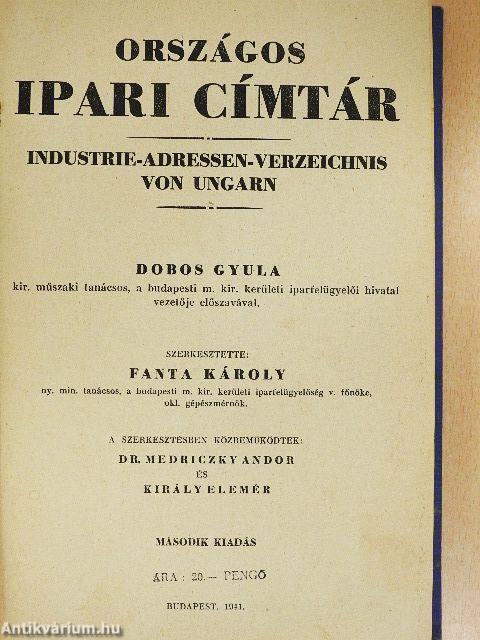 ORSZÁGOS
IPARI CÍMTÁR
INDUSTRIE-ADRESSEN-VERZEICHNIS
VON UNGARN
DOBOS GYULA
kir. műszaki tanácsos, a budapesti m. kir. kerületi iparfelügyelői hivatal
vezetője előszavával.
SZERKESZTETTE:
FANTA KÁROLY
ny. min. tanácsos, a budapesti m. kir. kerületi iparfelügyelőség v. főnöke,
okl. gépészmérnök.
A SZERKESZTÉSBEN KÖZREMŰKÖDTEK:
DR. MEDRICZKY ANDOR
ÉS
KIRÁLY ELEMÉR
MÁSODIK KIADÁS
ÁRA: 20.— PENGŐ
BUDAPEST, 1941.
Antikvárium.hu